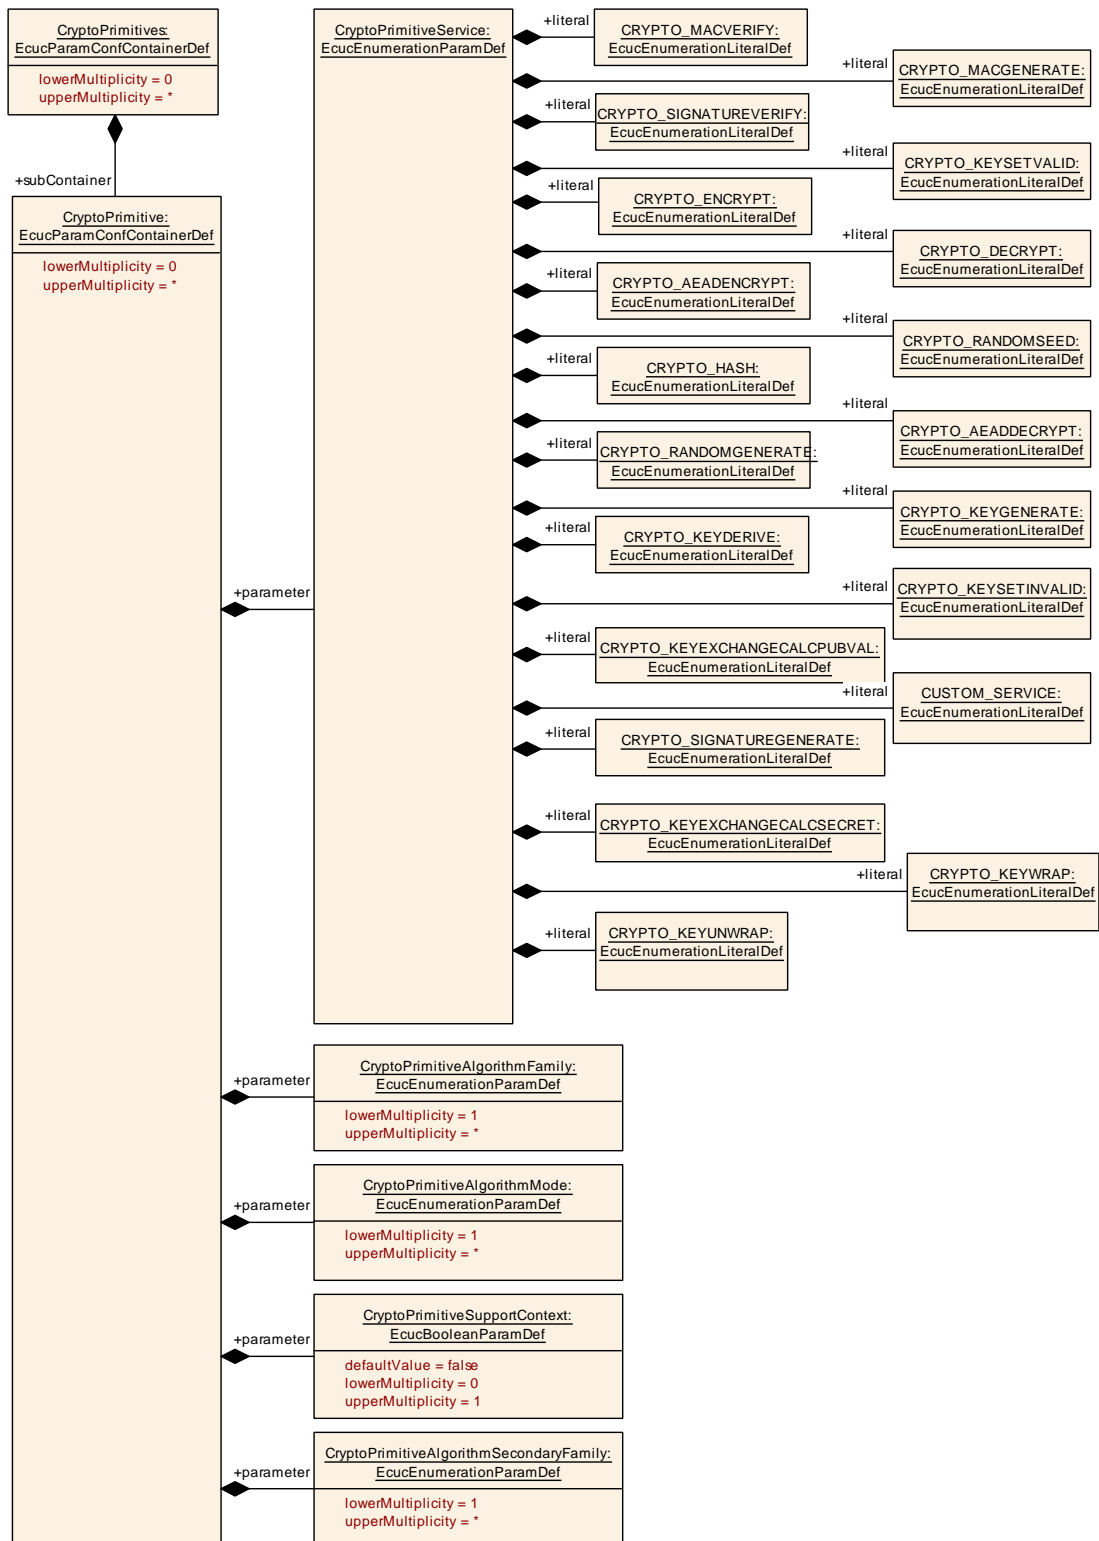 CryptoPrimitives:
EcucParamConfContainerDef
lowerMultiplicity = 0
upperMultiplicity = *
+subContainer
CryptoPrimitive:
EcucParamConfContainerDef
lowerMultiplicity = 0
upperMultiplicity = *
+parameter
CryptoPrimitiveService:
EcucEnumerationParamDef
+literal
CRYPTO_MACVERIFY:
EcucEnumerationLiteralDef
+literal
CRYPTO_MACGENERATE:
EcucEnumerationLiteralDef
+literal
CRYPTO_SIGNATUREVERIFY:
EcucEnumerationLiteralDef
+literal
CRYPTO_KEYSETVALID:
EcucEnumerationLiteralDef
+literal
CRYPTO_ENCRYPT:
EcucEnumerationLiteralDef
+literal
CRYPTO_DECRYPT:
EcucEnumerationLiteralDef
+literal
CRYPTO_AEADENCRYPT:
EcucEnumerationLiteralDef
+literal
CRYPTO_RANDOMSEED:
EcucEnumerationLiteralDef
+literal
CRYPTO_HASH:
EcucEnumerationLiteralDef
+literal
CRYPTO_AEADDECRYPT:
EcucEnumerationLiteralDef
+literal
CRYPTO_RANDOMGENERATE:
EcucEnumerationLiteralDef
+literal
CRYPTO_KEYGENERATE:
EcucEnumerationLiteralDef
+literal
CRYPTO_KEYDERIVE:
EcucEnumerationLiteralDef
+literal
CRYPTO_KEYSETINVALID:
EcucEnumerationLiteralDef
+literal
CRYPTO_KEYEXCHANGECALCPUBVAL:
EcucEnumerationLiteralDef
+literal
CUSTOM_SERVICE:
EcucEnumerationLiteralDef
+literal
CRYPTO_SIGNATUREGENERATE:
EcucEnumerationLiteralDef
+literal
CRYPTO_KEYEXCHANGECALCSECRET:
EcucEnumerationLiteralDef
+literal
CRYPTO_KEYWRAP:
EcucEnumerationLiteralDef
+literal
CRYPTO_KEYUNWRAP:
EcucEnumerationLiteralDef
+parameter
CryptoPrimitiveAlgorithmFamily:
EcucEnumerationParamDef
lowerMultiplicity = 1
upperMultiplicity = *
+parameter
CryptoPrimitiveAlgorithmMode:
EcucEnumerationParamDef
lowerMultiplicity = 1
upperMultiplicity = *
+parameter
CryptoPrimitiveSupportContext:
EcucBooleanParamDef
defaultValue = false
lowerMultiplicity = 0
upperMultiplicity = 1
+parameter
CryptoPrimitiveAlgorithmSecondaryFamily:
EcucEnumerationParamDef
lowerMultiplicity = 1
upperMultiplicity = *